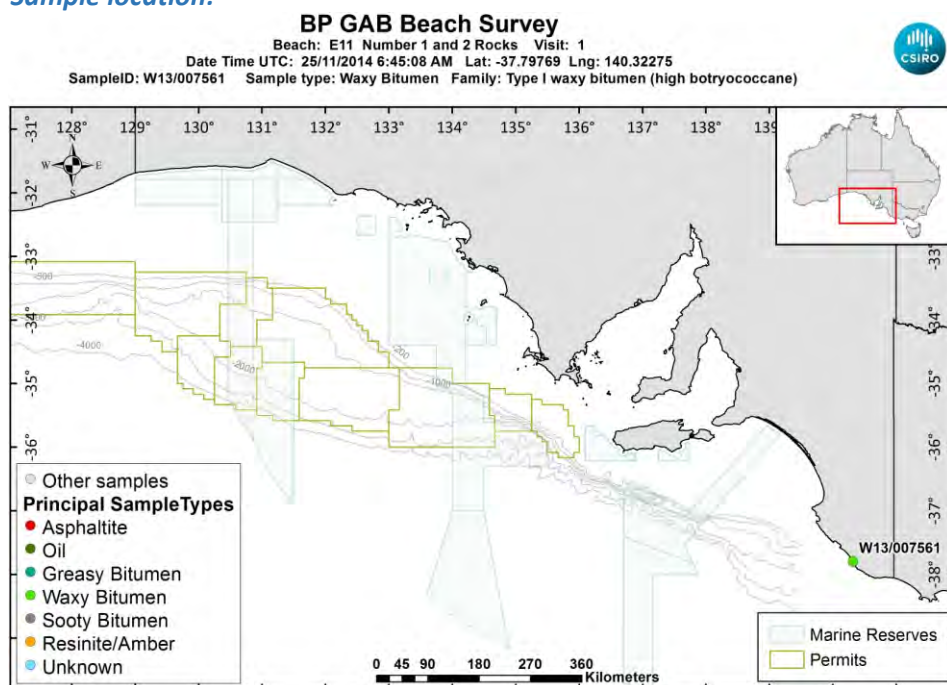 Sample location:
BP GAB Beach Survey
Beach: E11 Number 1 and 2 Rocks Visit: 1
Date Time UTC: 25/11/2014 6:45:08 AM Lat: -37.79769 Lng: 140.32275
SampleID: W13/007561 Sample type: Waxy Bitumen Family: Type I waxy bitumen (high botryococcane)
CSIRO
128° 129° 130° 131° 132° 133° 134° 135° 136° 137° 138° 139
-31°
-32°
-33°
-34°
-35°
-36°
-37°
-38°
N
W E
S
-31°
-32°
-33°
-34°
-35°
-36°
-37°
-38°
-4000
-2000
-200
-1000
W13/007561
Other samples
Principal SampleTypes
Asphaltite
Oil
Greasy Bitumen
Waxy Bitumen
Sooty Bitumen
Resinite/Amber
Unknown
0 45 90 180 270 360
Kilometers
Marine Reserves
Permits